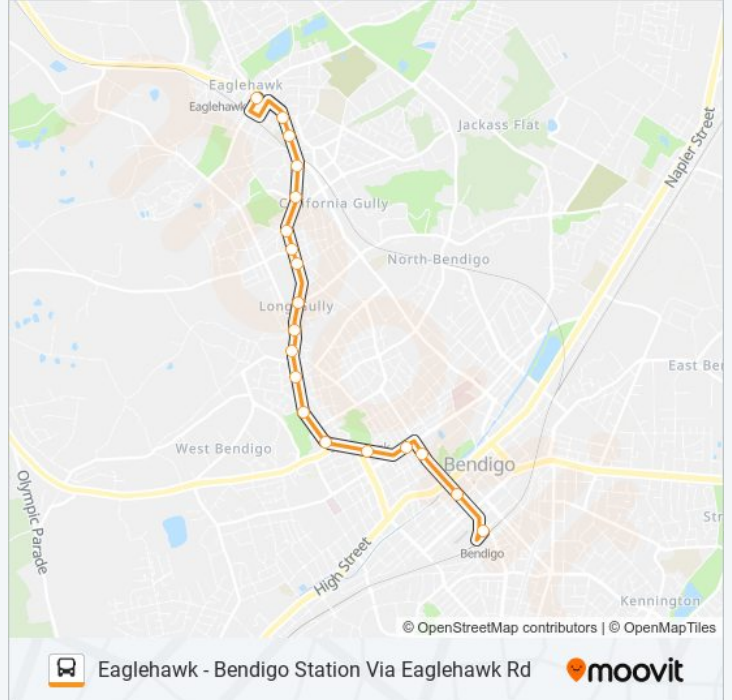 Eaglehawk
Eaglehawk
Jackass Flat
Napier Street
California Gully
North Bendigo
Long Gully
East Be
West Bendigo
Bendigo
Olympic Parade
Str
High Street
Bendigo
Kennington
© OpenStreetMap contributors | © OpenMapTiles
Eaglehawk - Bendigo Station Via Eaglehawk Rd
moovit